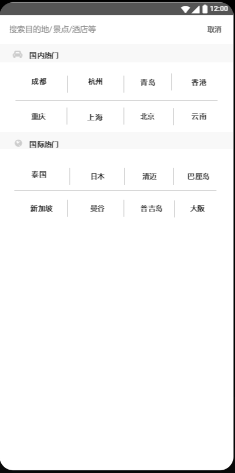 12:00
搜索目的地/景点/酒店等 取消
国内热门
成都 杭州 青岛 香港
重庆 上海 北京 云南
国际热门
泰国 日本 清迈 巴厘岛
新加坡 曼谷 普吉岛 大阪